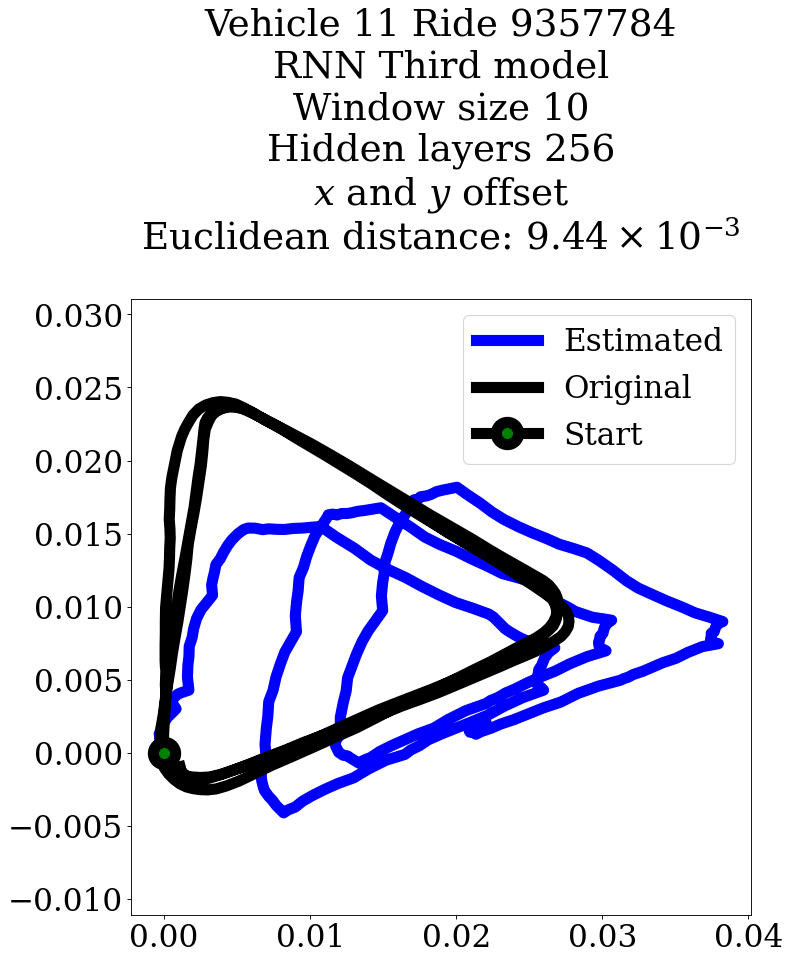 Vehicle 11 Ride 9357784
RNN Third model
Window size 10
Hidden layers 256
x and y offset
Euclidean distance: 9.44 × 10⁻³
Estimated
Original
Start
0.030
0.025
0.020
0.015
0.010
0.005
0.000
−0.005
−0.010
0.00 0.01 0.02 0.03 0.04